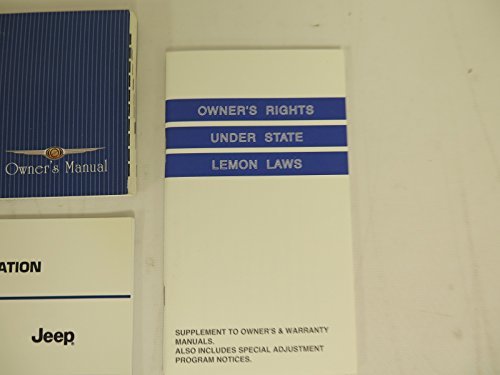 Owner's Manual
ATION
Jeep®
OWNER'S RIGHTS
UNDER STATE
LEMON LAWS
SUPPLEMENT TO OWNER'S & WARRANTY
MANUALS.
ALSO INCLUDES SPECIAL ADJUSTMENT
PROGRAM NOTICES.